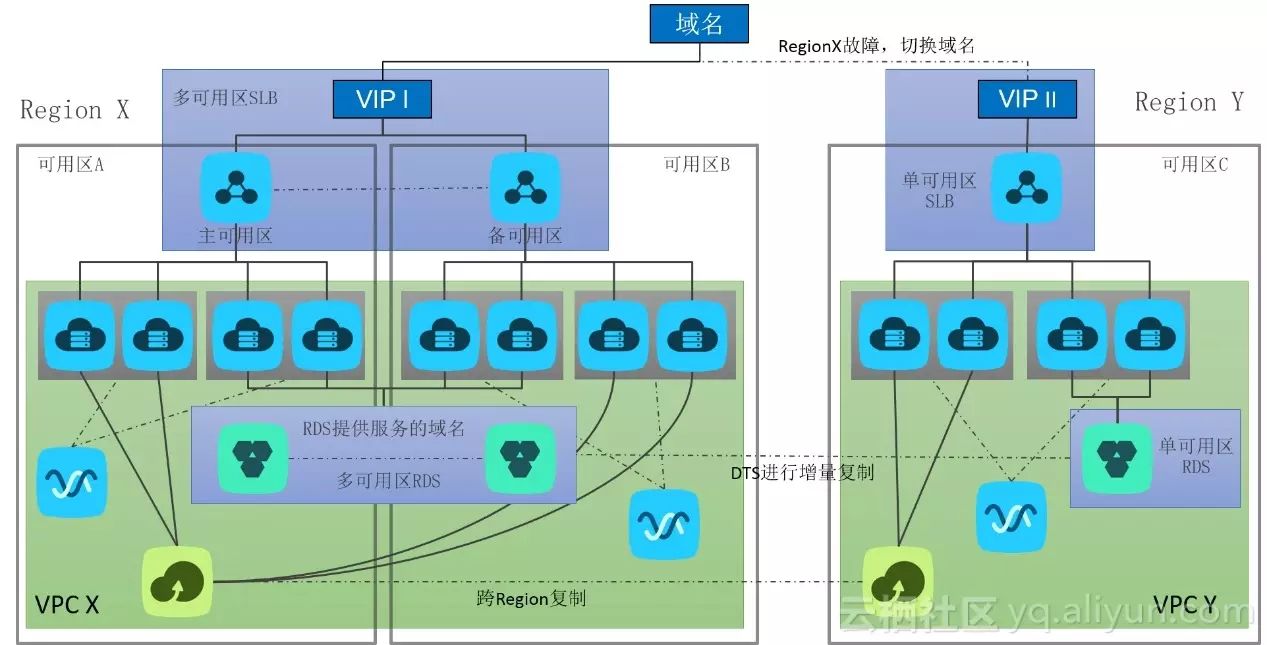 域名
RegionX故障，切换域名
Region X
多可用区SLB
VIP I
VIP II
Region Y
可用区A
可用区B
可用区C
单可用区
SLB
主可用区
备可用区
RDS提供服务的域名
多可用区RDS
DTS进行增量复制
单可用区
RDS
跨Region复制
VPC X
VPC Y
云栖社区 yq.aliyun.com